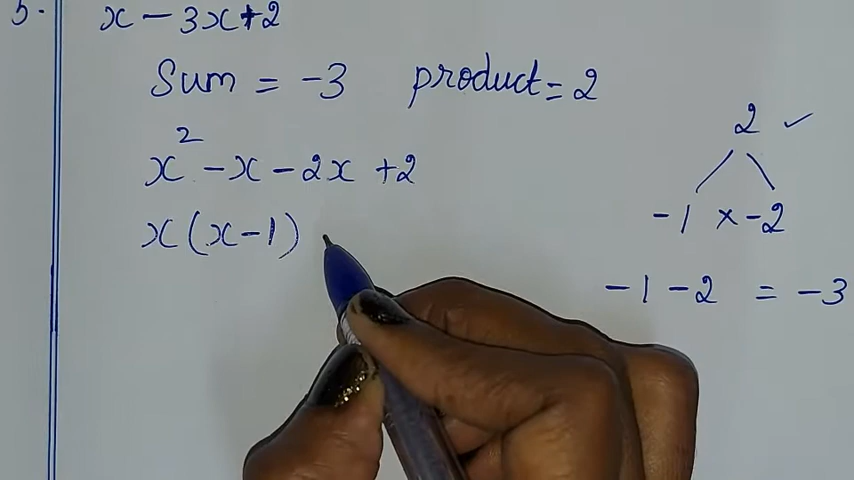 5. x - 3x + 2
Sum = -3 product = 2
2 ✓
x² - x - 2x + 2
-1 × -2
x(x-1)
-1 - 2 = -3